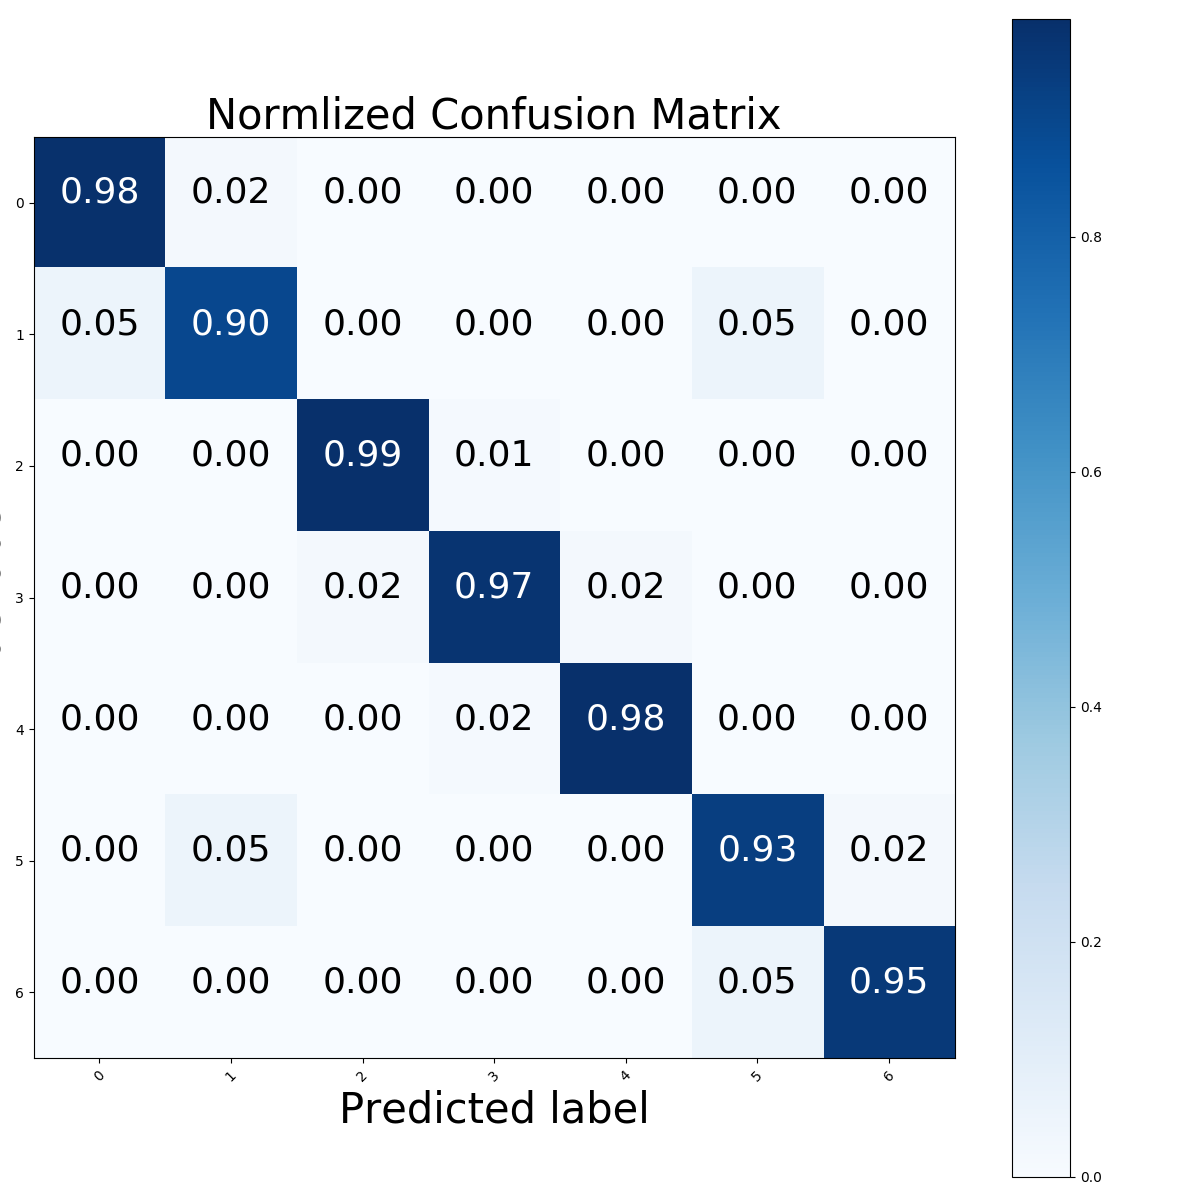 Normlized Confusion Matrix
0 0.98 0.02 0.00 0.00 0.00 0.00 0.00
1 0.05 0.90 0.00 0.00 0.00 0.05 0.00
2 0.00 0.00 0.99 0.01 0.00 0.00 0.00
3 0.00 0.00 0.02 0.97 0.02 0.00 0.00
4 0.00 0.00 0.00 0.02 0.98 0.00 0.00
5 0.00 0.05 0.00 0.00 0.00 0.93 0.02
6 0.00 0.00 0.00 0.00 0.00 0.05 0.95
0 1 2 3 4 5 6
Predicted label
0.8
0.6
0.4
0.2
0.0